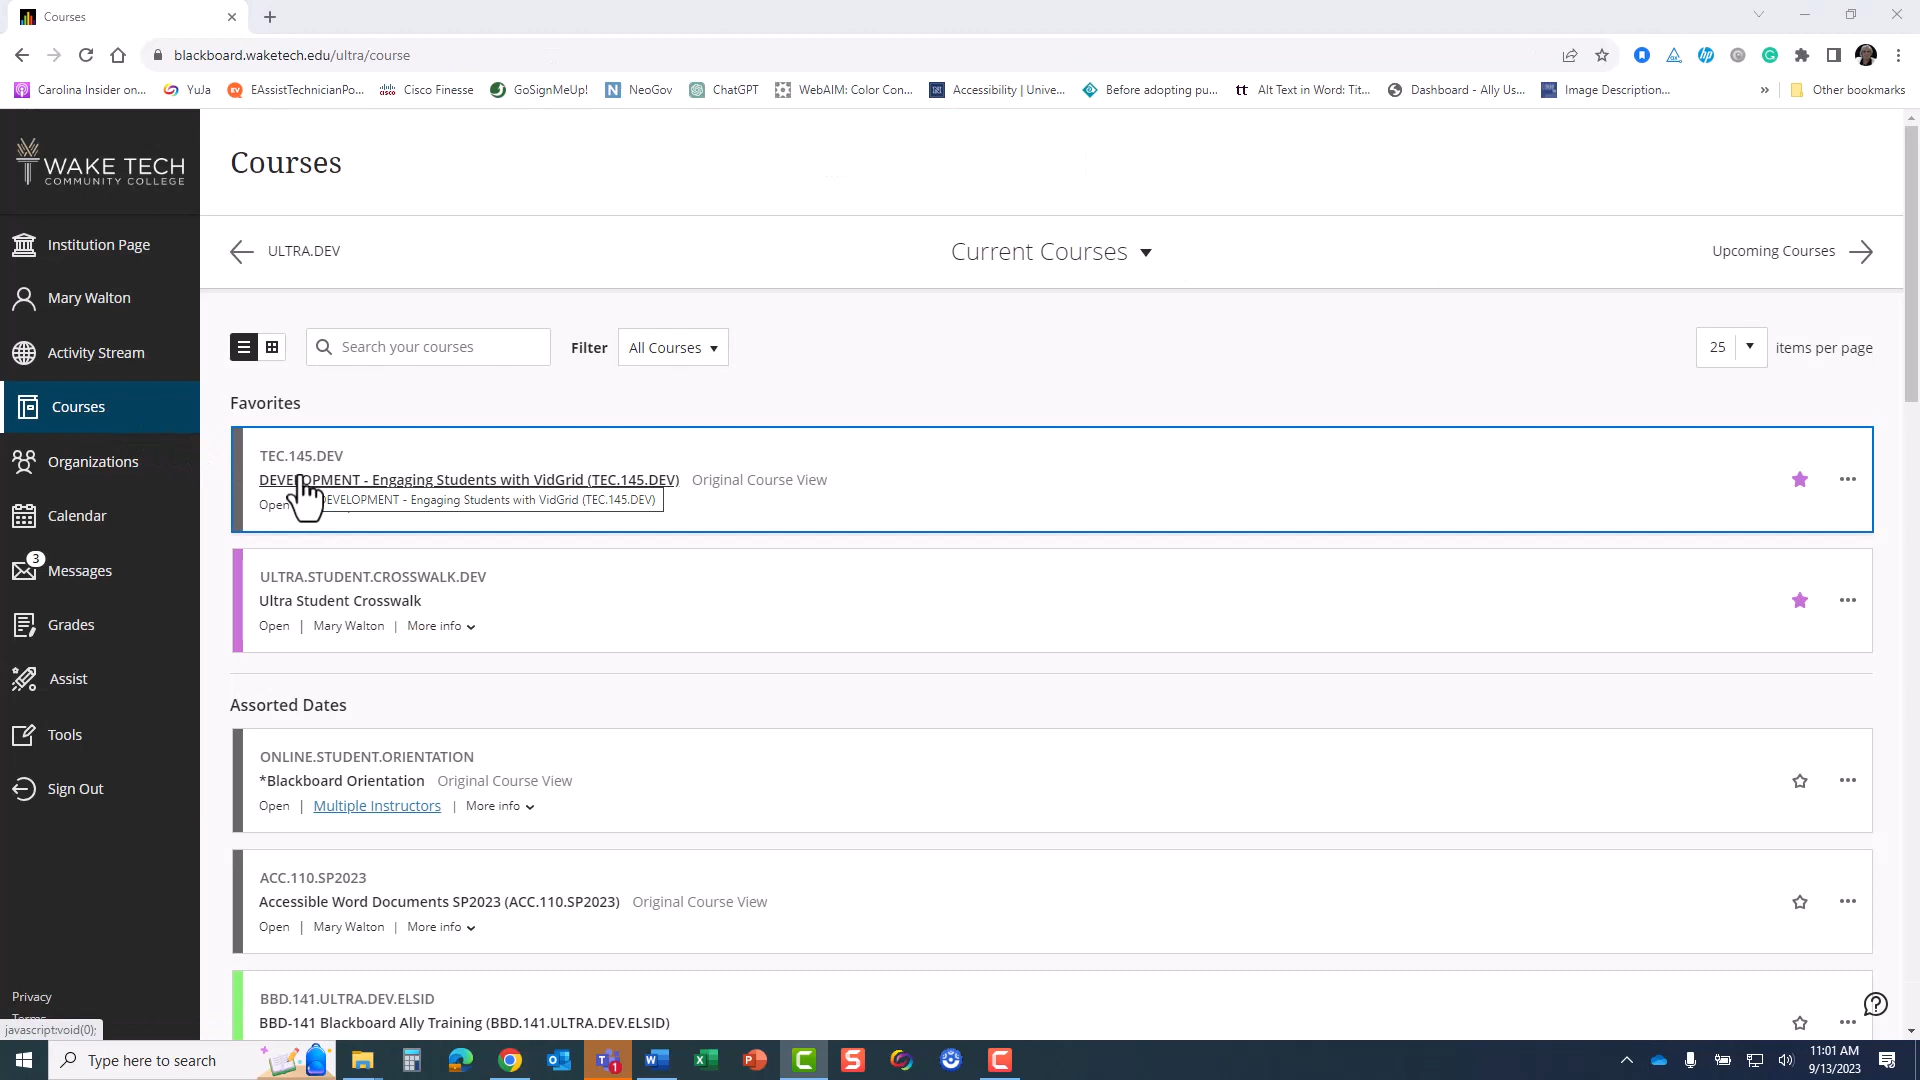 Courses
blackboard.waketech.edu/ultra/course
Carolina Insider on...
YuJa
EAssistTechnicianPo...
Cisco Finesse
GoSignMeUp!
NeoGov
ChatGPT
WebAIM: Color Con...
Accessibility | Unive...
Before adopting pu...
tt
Alt Text in Word: Tit...
Dashboard - Ally Us...
Image Description...
»
Other bookmarks
WAKE TECH
COMMUNITY COLLEGE
Institution Page
Mary Walton
Activity Stream
Courses
Organizations
Calendar
3
Messages
Grades
Assist
Tools
Sign Out
Privacy
javascript:void(0);
Courses
ULTRA.DEV
Current Courses
Upcoming Courses
Search your courses
Filter
All Courses
25
items per page
Favorites
TEC.145.DEV
DEVELOPMENT - Engaging Students with VidGrid (TEC.145.DEV) Original Course View
DEVELOPMENT - Engaging Students with VidGrid (TEC.145.DEV)
Open
ULTRA.STUDENT.CROSSWALK.DEV
Ultra Student Crosswalk
Open | Mary Walton | More info
Assorted Dates
ONLINE.STUDENT.ORIENTATION
*Blackboard Orientation Original Course View
Open | Multiple Instructors | More info
ACC.110.SP2023
Accessible Word Documents SP2023 (ACC.110.SP2023) Original Course View
Open | Mary Walton | More info
BBD.141.ULTRA.DEV.ELSID
BBD-141 Blackboard Ally Training (BBD.141.ULTRA.DEV.ELSID)
Type here to search
11:01 AM
9/13/2023